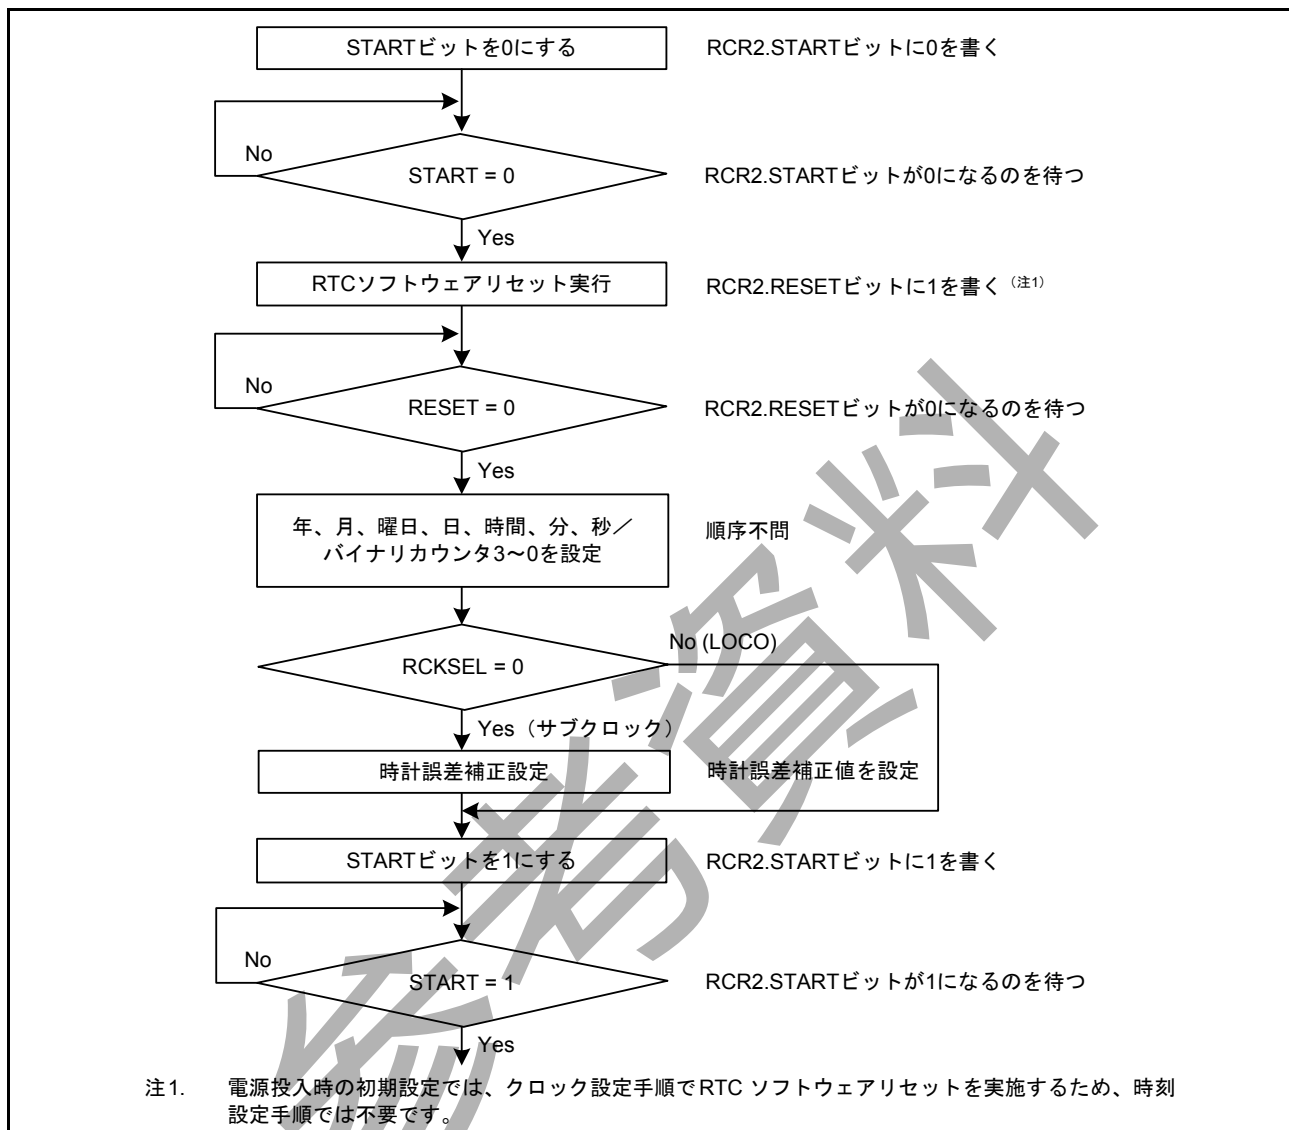 STARTビットを0にする
RCR2.STARTビットに0を書く
No
START = 0
RCR2.STARTビットが0になるのを待つ
Yes
RTCソフトウェアリセット実行
RCR2.RESETビットに1を書く（注1）
No
RESET = 0
RCR2.RESETビットが0になるのを待つ
Yes
年、月、曜日、日、時間、分、秒／
バイナリカウンタ3～0を設定
順序不問
No (LOCO)
RCKSEL = 0
Yes（サブクロック）
時計誤差補正設定
時計誤差補正値を設定
STARTビットを1にする
RCR2.STARTビットに1を書く
No
START = 1
RCR2.STARTビットが1になるのを待つ
Yes
注1. 電源投入時の初期設定では、クロック設定手順でRTC ソフトウェアリセットを実施するため、時刻
設定手順では不要です。
参考資料